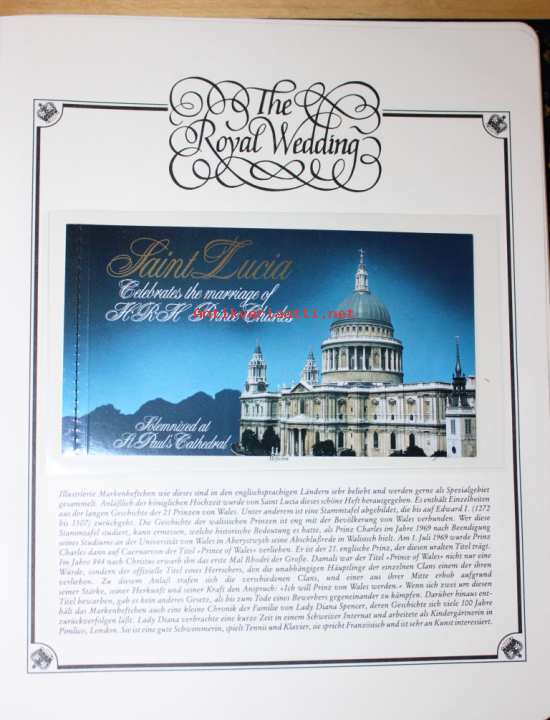 The
Royal Wedding
Saint Lucia
Celebrates the marriage of
H.R.H Prince Charles
antikvariaatti.net
Solemnized at
St Paul's Cathedral
Illustrierte Markenheftchen wie dieses sind in den englischsprachigen Ländern sehr beliebt und werden gerne als Spezialgebiet
gesammelt. Anläßlich der königlichen Hochzeit wurde von Saint Lucia dieses schöne Heft herausgegeben. Es enthält Einzelheiten
aus der langen Geschichte der 21 Prinzen von Wales. Unter anderem ist eine Stammtafel abgebildet, die bis auf Edward I. (1272
bis 1307) zurückgeht. Die Geschichte der walisischen Prinzen ist eng mit der Bevölkerung von Wales verbunden. Wer diese
Stammtafel studiert, kann ermessen, welche historische Bedeutung es hatte, als Prinz Charles im Jahre 1969 nach Beendigung
seines Studiums an der Universität von Wales in Aberystwyth seine Abschlußrede in Walisisch hielt. Am 1. Juli 1969 wurde Prinz
Charles dann auf Caernarvon der Titel »Prince of Wales« verliehen. Er ist der 21. englische Prinz, der diesen uralten Titel trägt.
Im Jahre 844 nach Christus erwarb ihn das erste Mal Rhodri der Große. Damals war der Titel »Prince of Wales« nicht nur eine
Würde, sondern der offizielle Titel eines Herrschers, den die unabhängigen Häuptlinge der einzelnen Clans einem der ihren
verliehen. Zu diesem Anlaß trafen sich die verschiedenen Clans, und einer aus ihrer Mitte erhob aufgrund
seiner Stärke, seiner Herkunft und seiner Kraft den Anspruch: »Ich will Prinz von Wales werden.« Wenn sich zwei um diesen
Titel bewarben, gab es kein anderes Gesetz, als bis zum Tode eines Bewerbers gegeneinander zu kämpfen. Darüber hinaus ent-
hält das Markenheftchen auch eine kleine Chronik der Familie von Lady Diana Spencer, deren Geschichte sich viele 100 Jahre
zurückverfolgen läßt. Lady Diana verbrachte eine kurze Zeit in einem Schweizer Internat und arbeitete als Kindergärtnerin in
Pimlico, London. Sie ist eine gute Schwimmerin, spielt Tennis und Klavier, sie spricht Französisch und ist sehr an Kunst interessiert.